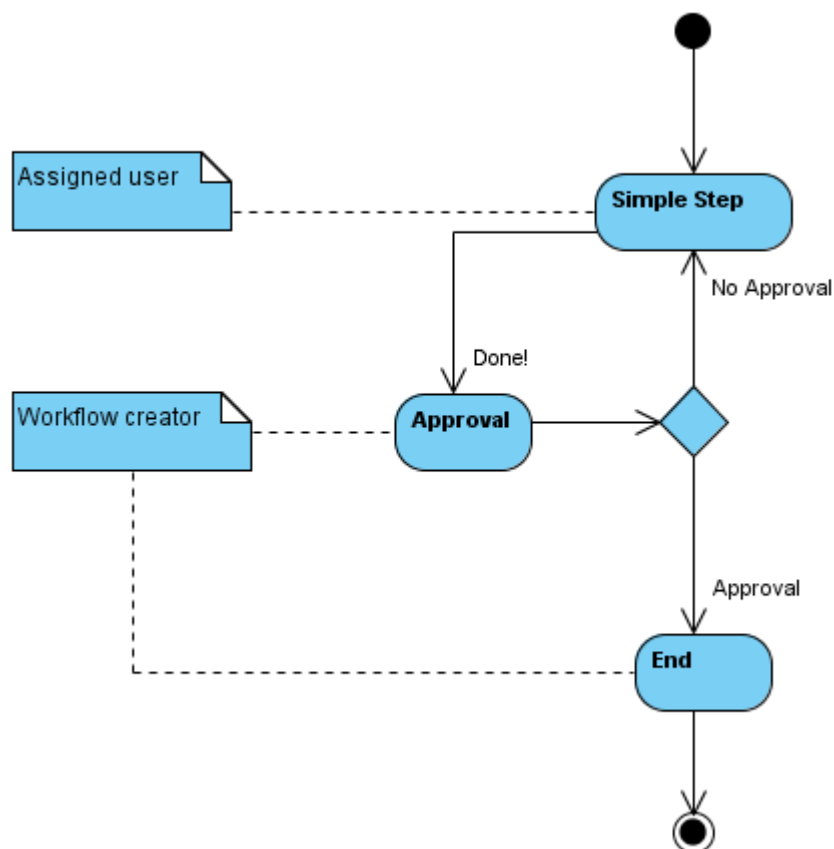 Assigned user
Simple Step
No Approval
Done!
Workflow creator
Approval
Approval
End